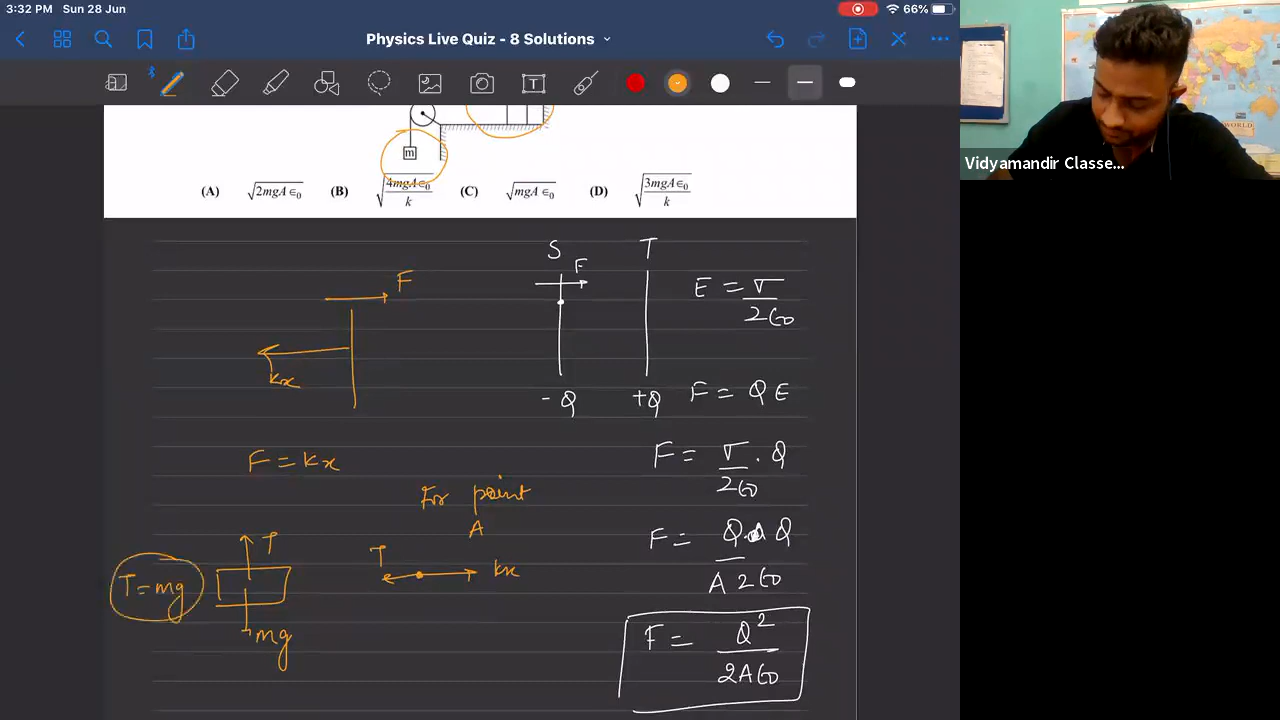 3:32 PM Sun 28 Jun
66%
Physics Live Quiz - 8 Solutions
m
(A) √2mgA∈₀ (B) √4mgA∈₀/k (C) √mgA∈₀ (D) √3mgA∈₀/k
Vidyamandir Classe...
WORLD
S T
F
F
E = σ/2∈₀
kx
-Q +Q
F = QE
F = kx
F = σ/2∈₀ . Q
For point
A
F = Q Q/A 2∈₀
T
T kx
T = mg
mg
F = Q²/2A∈₀